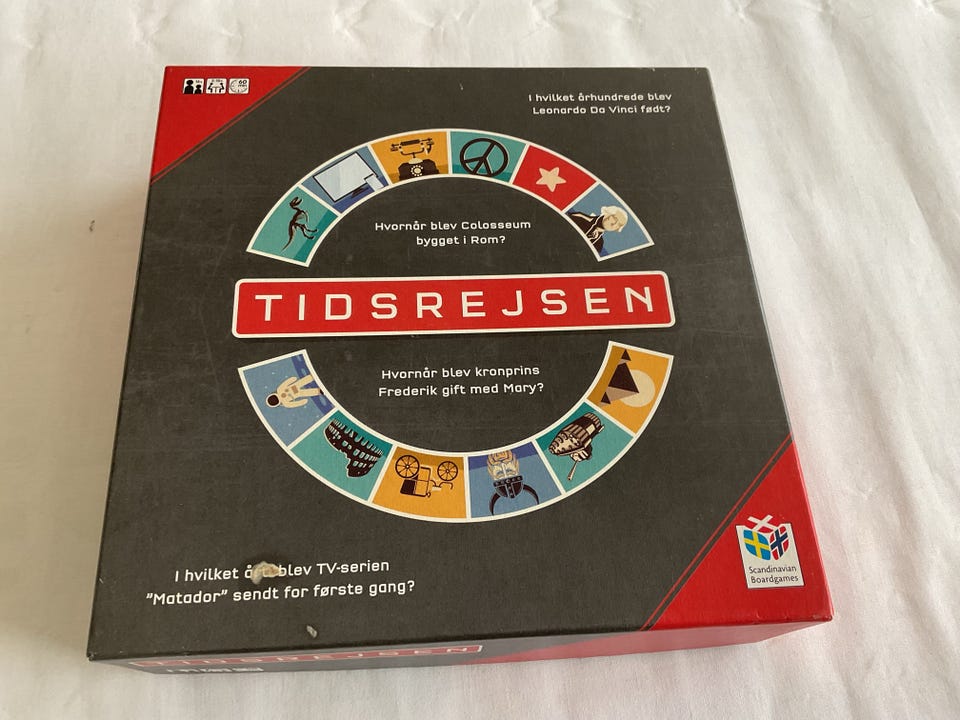 I hvilket århundrede blev
Leonardo Da Vinci født?
Hvornår blev Colosseum
bygget i Rom?
TIDSREJSEN
Hvornår blev kronprins
Frederik gift med Mary?
I hvilket blev TV-serien
”Matador” sendt for første gang?
Scandinavian
Boardgames
TIDSREJSEN